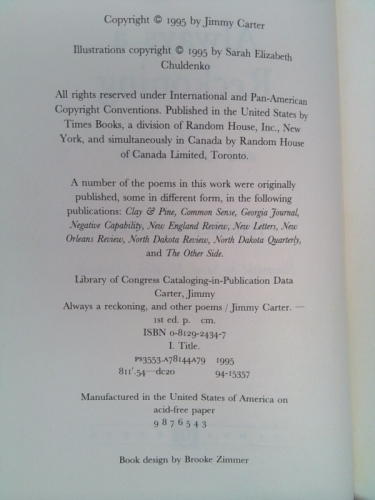 Copyright © 1995 by Jimmy Carter
Illustrations copyright © 1995 by Sarah Elizabeth
Chuldenko
All rights reserved under International and Pan-American
Copyright Conventions. Published in the United States by
Times Books, a division of Random House, Inc., New
York, and simultaneously in Canada by Random House
of Canada Limited, Toronto.
A number of the poems in this work were originally
published, some in different form, in the following
publications: Clay & Pine, Common Sense, Georgia Journal,
Negative Capability, New England Review, New Letters, New
Orleans Review, North Dakota Review, North Dakota Quarterly,
and The Other Side.
Library of Congress Cataloging-in-Publication Data
Carter, Jimmy
Always a reckoning, and other poems / Jimmy Carter. —
1st ed. p. cm.
ISBN 0-8129-2434-7
I. Title.
PS3553.A78144A79 1995
811'.54—dc20 94-15357
Manufactured in the United States of America on
acid-free paper
9 8 7 6 5 4 3
Book design by Brooke Zimmer